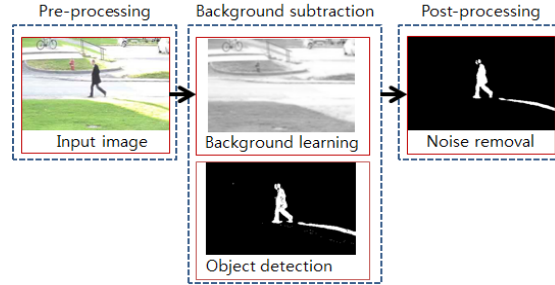 Pre-processing
Background subtraction
Post-processing
Input image
Background learning
Noise removal
Object detection